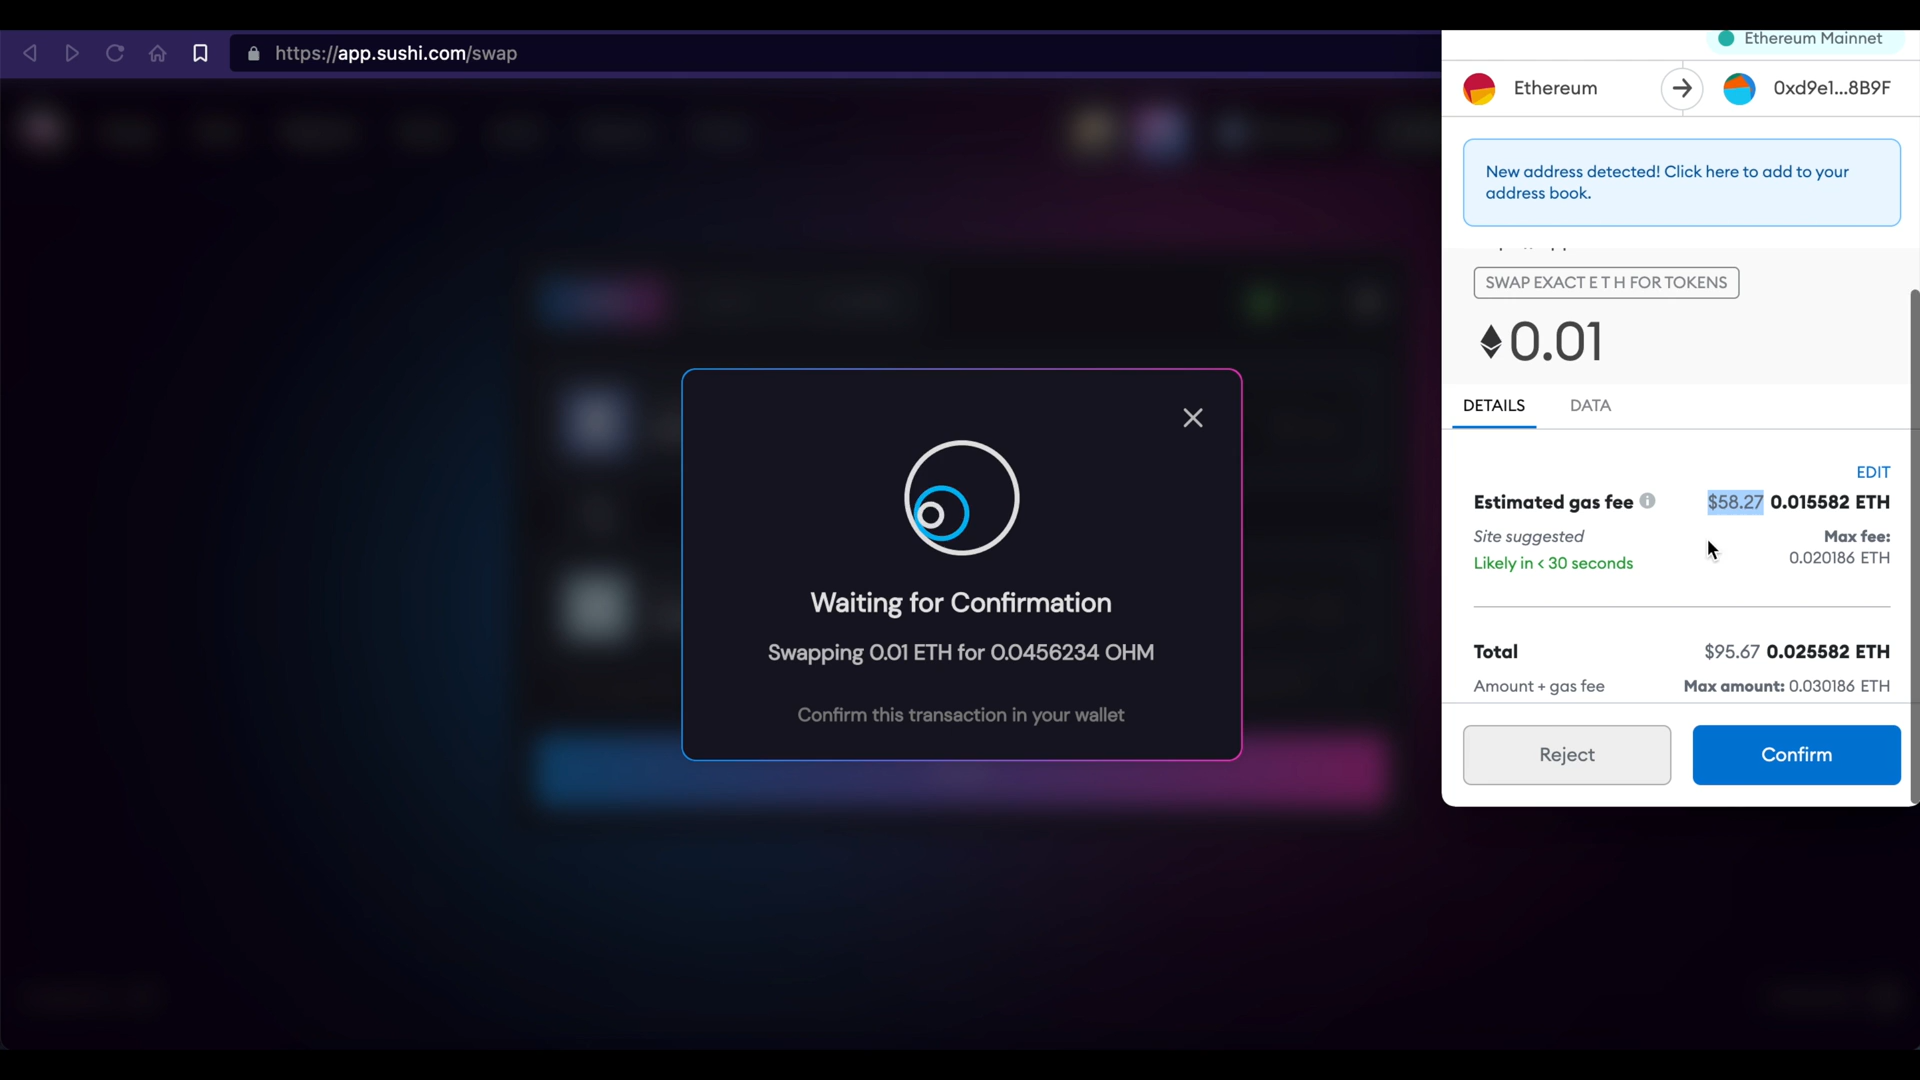 https://app.sushi.com/swap
Ethereum Mainnet
Ethereum
0xd9e1...8B9F
New address detected! Click here to add to your
address book.
SWAP EXACT E T H FOR TOKENS
0.01
DETAILS
DATA
EDIT
Estimated gas fee $58.27 0.015582 ETH
Site suggested Max fee:
Likely in < 30 seconds 0.020186 ETH
Total $95.67 0.025582 ETH
Amount + gas fee Max amount: 0.030186 ETH
Reject
Confirm
Waiting for Confirmation
Swapping 0.01 ETH for 0.0456234 OHM
Confirm this transaction in your wallet